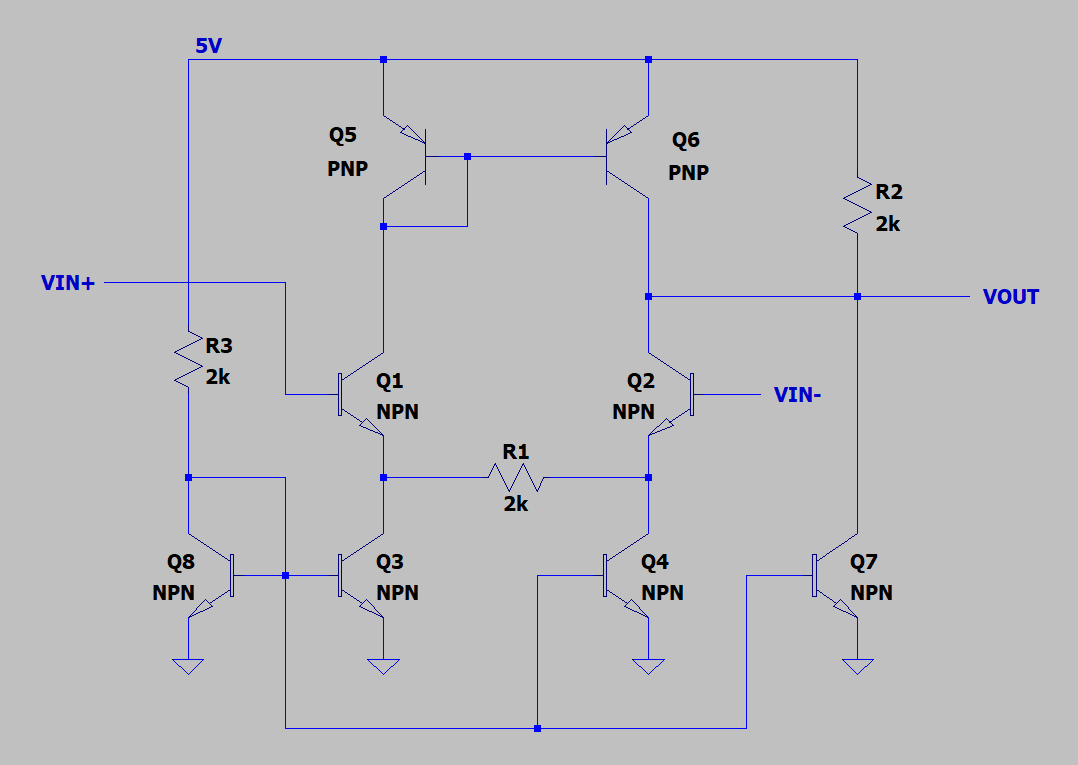 5V
Q5
PNP
Q6
PNP
R2
2k
VIN+
VOUT
R3
2k
Q1
NPN
Q2
NPN
VIN-
R1
2k
Q8
NPN
Q3
NPN
Q4
NPN
Q7
NPN